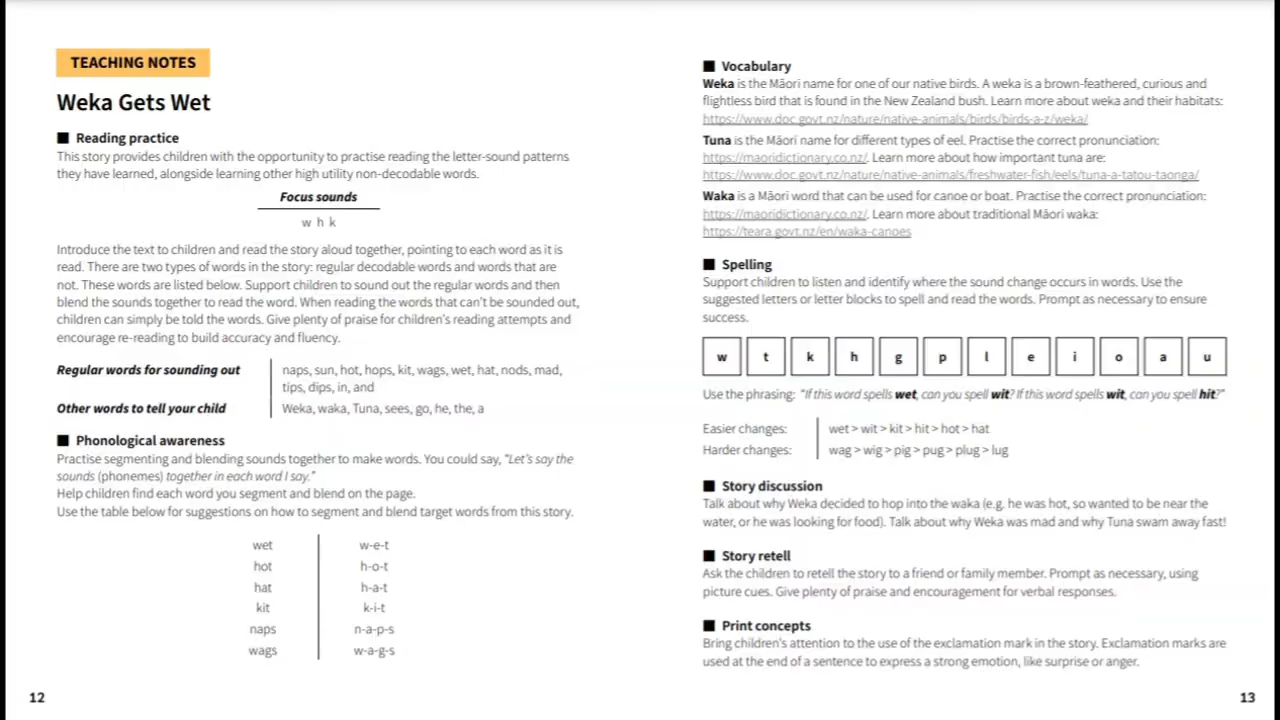 TEACHING NOTES
Weka Gets Wet
■ Reading practice
This story provides children with the opportunity to practise reading the letter-sound patterns
they have learned, alongside learning other high utility non-decodable words.
Focus sounds
w h k
Introduce the text to children and read the story aloud together, pointing to each word as it is
read. There are two types of words in the story: regular decodable words and words that are
not. These words are listed below. Support children to sound out the regular words and then
blend the sounds together to read the word. When reading the words that can't be sounded out,
children can simply be told the words. Give plenty of praise for children's reading attempts and
encourage re-reading to build accuracy and fluency.
Regular words for sounding out
naps, sun, hot, hops, kit, wags, wet, hat, nods, mad,
tips, dips, in, and
Other words to tell your child
Weka, waka, Tuna, sees, go, he, the, a
■ Phonological awareness
Practise segmenting and blending sounds together to make words. You could say, "Let's say the
sounds (phonemes) together in each word I say."
Help children find each word you segment and blend on the page.
Use the table below for suggestions on how to segment and blend target words from this story.
wet w-e-t
hot h-o-t
hat h-a-t
kit k-i-t
naps n-a-p-s
wags w-a-g-s
12
■ Vocabulary
Weka is the Māori name for one of our native birds. A weka is a brown-feathered, curious and
flightless bird that is found in the New Zealand bush. Learn more about weka and their habitats:
https://www.doc.govt.nz/nature/native-animals/birds/birds-a-z/weka/
Tuna is the Māori name for different types of eel. Practise the correct pronunciation:
https://maoridictionary.co.nz/. Learn more about how important tuna are:
https://www.doc.govt.nz/nature/native-animals/freshwater-fish/eels/tuna-a-tatou-taonga/
Waka is a Māori word that can be used for canoe or boat. Practise the correct pronunciation:
https://maoridictionary.co.nz/. Learn more about traditional Māori waka:
https://teara.govt.nz/en/waka-canoes
■ Spelling
Support children to listen and identify where the sound change occurs in words. Use the
suggested letters or letter blocks to spell and read the words. Prompt as necessary to ensure
success.
w t k h g p l e i o a u
Use the phrasing: "If this word spells wet, can you spell wit? If this word spells wit, can you spell hit?"
Easier changes: wet > wit > kit > hit > hot > hat
Harder changes: wag > wig > pig > pug > plug > lug
■ Story discussion
Talk about why Weka decided to hop into the waka (e.g. he was hot, so wanted to be near the
water, or he was looking for food). Talk about why Weka was mad and why Tuna swam away fast!
■ Story retell
Ask the children to retell the story to a friend or family member. Prompt as necessary, using
picture cues. Give plenty of praise and encouragement for verbal responses.
■ Print concepts
Bring children's attention to the use of the exclamation mark in the story. Exclamation marks are
used at the end of a sentence to express a strong emotion, like surprise or anger.
13